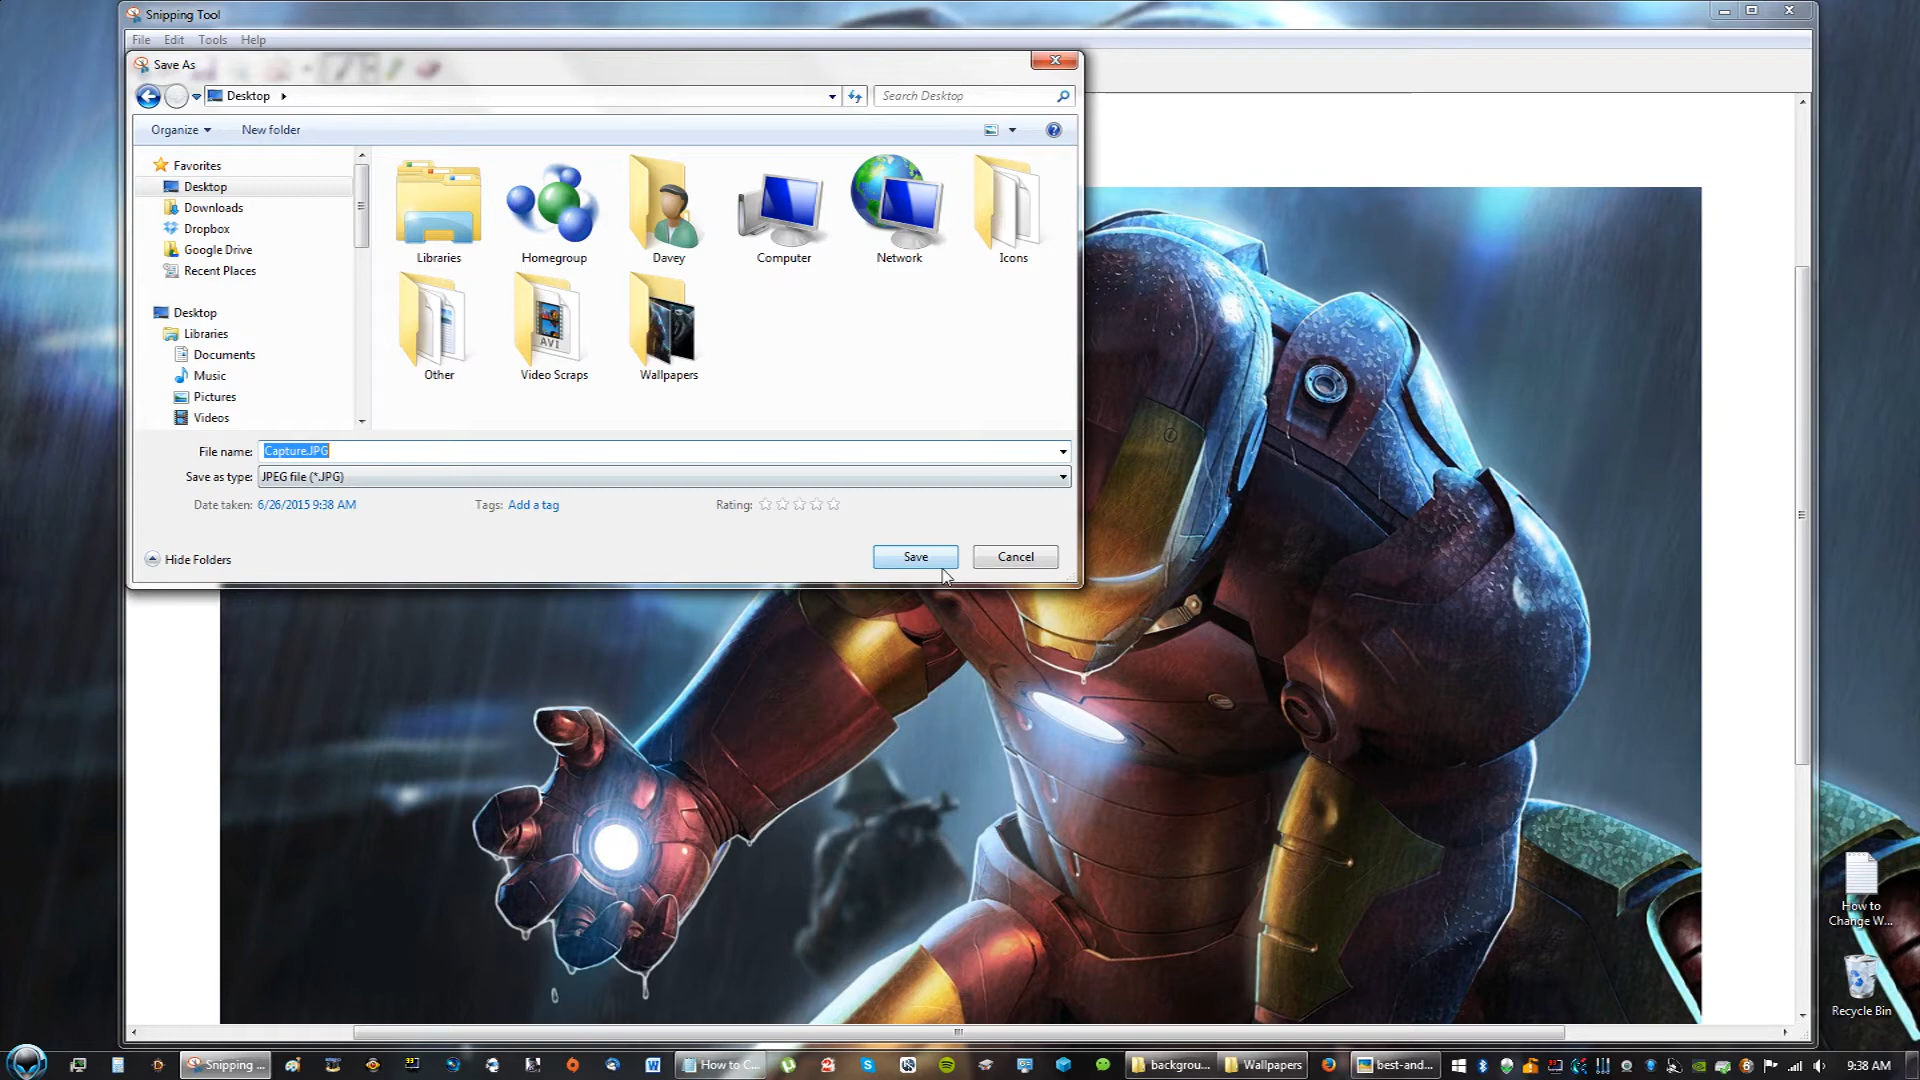 Snipping Tool
File Edit Tools Help
Save As
Desktop
Search Desktop
Organize New folder
Favorites
Desktop
Downloads
Dropbox
Google Drive
Recent Places
Desktop
Libraries
Documents
Music
Pictures
Videos
Libraries Homegroup Davey Computer Network Icons
AVI
Other Video Scraps Wallpapers
File name: Capture.JPG
Save as type: JPEG file (*.JPG)
Date taken: 6/26/2015 9:38 AM Tags: Add a tag Rating:
Hide Folders Save Cancel
How to
Change W...
Recycle Bin
Snipping ... How to C... backgrou... Wallpapers best-and... 9:38 AM